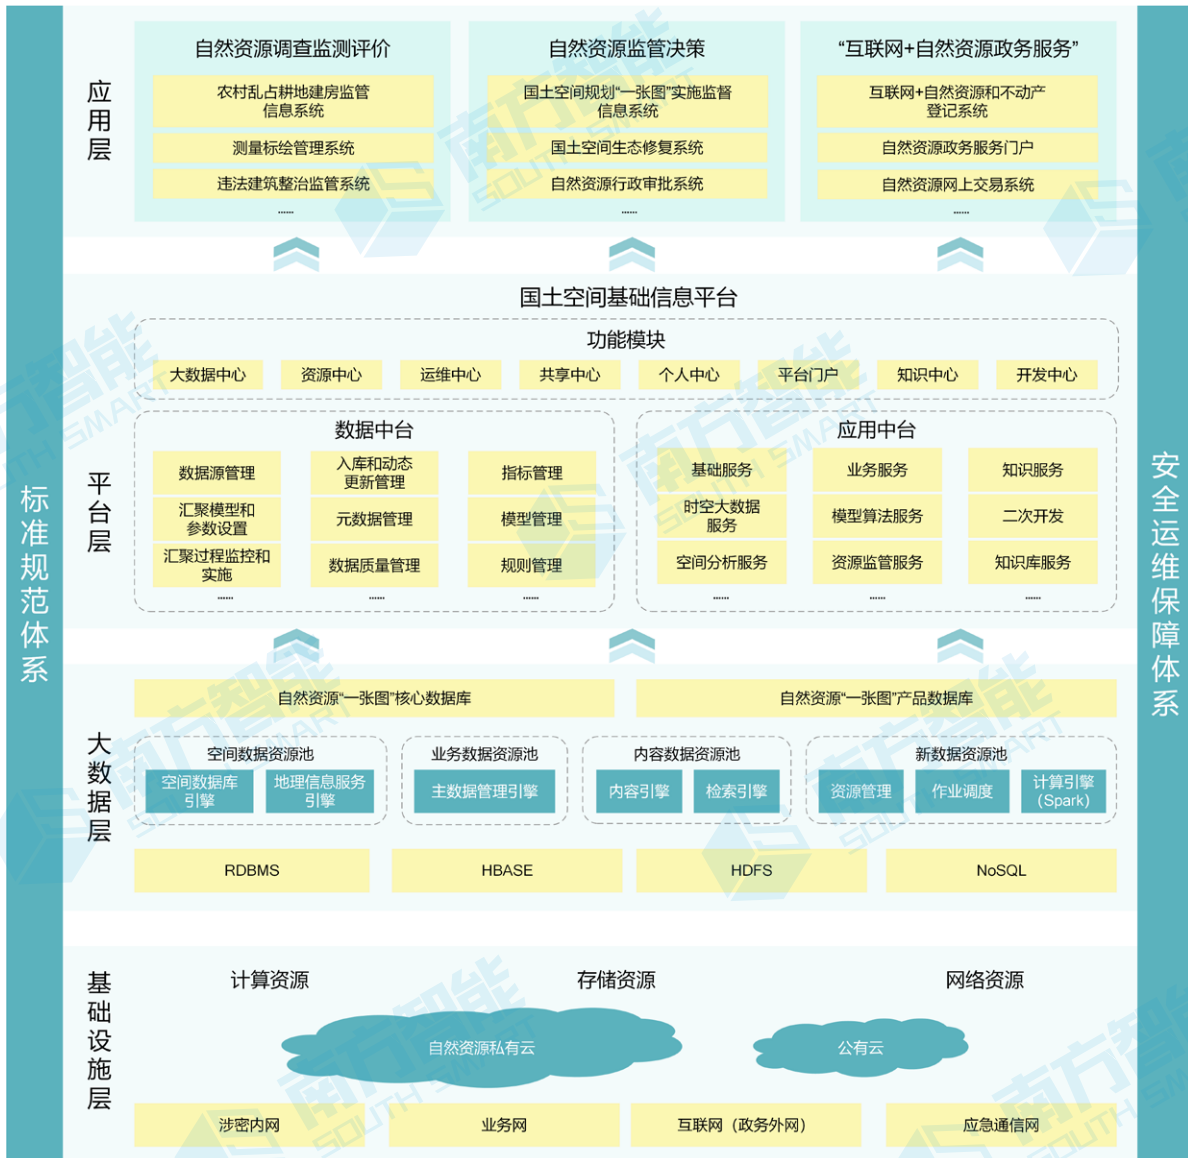 应用层
自然资源调查监测评价
农村乱占耕地建房监管
信息系统
测量标绘管理系统
违法建筑整治监管系统
......
自然资源监管决策
国土空间规划“一张图”实施监督
信息系统
国土空间生态修复系统
自然资源行政审批系统
......
“互联网+自然资源政务服务”
互联网+自然资源和不动产
登记系统
自然资源政务服务门户
自然资源网上交易系统
......
标准规范体系
安全运维保障体系
平台层
国土空间基础信息平台
功能模块
大数据中心
资源中心
运维中心
共享中心
个人中心
平台门户
知识中心
开发中心
数据中台
数据源管理
汇聚模型和
参数设置
汇聚过程监控和
实施
......
入库和动态
更新管理
元数据管理
数据质量管理
......
指标管理
模型管理
规则管理
......
应用中台
基础服务
时空大数据
服务
空间分析服务
......
业务服务
模型算法服务
资源监管服务
......
知识服务
二次开发
知识库服务
......
大数据层
自然资源“一张图”核心数据库
自然资源“一张图”产品数据库
空间数据资源池
空间数据库
引擎
地理信息服务
引擎
业务数据资源池
主数据管理引擎
内容数据资源池
内容引擎
检索引擎
新数据资源池
资源管理
作业调度
计算引擎
(Spark)
RDBMS
HBASE
HDFS
NoSQL
基础设施层
计算资源
存储资源
网络资源
自然资源私有云
公有云
涉密内网
业务网
互联网（政务外网）
应急通信网
南方智能
SOUTH SMART